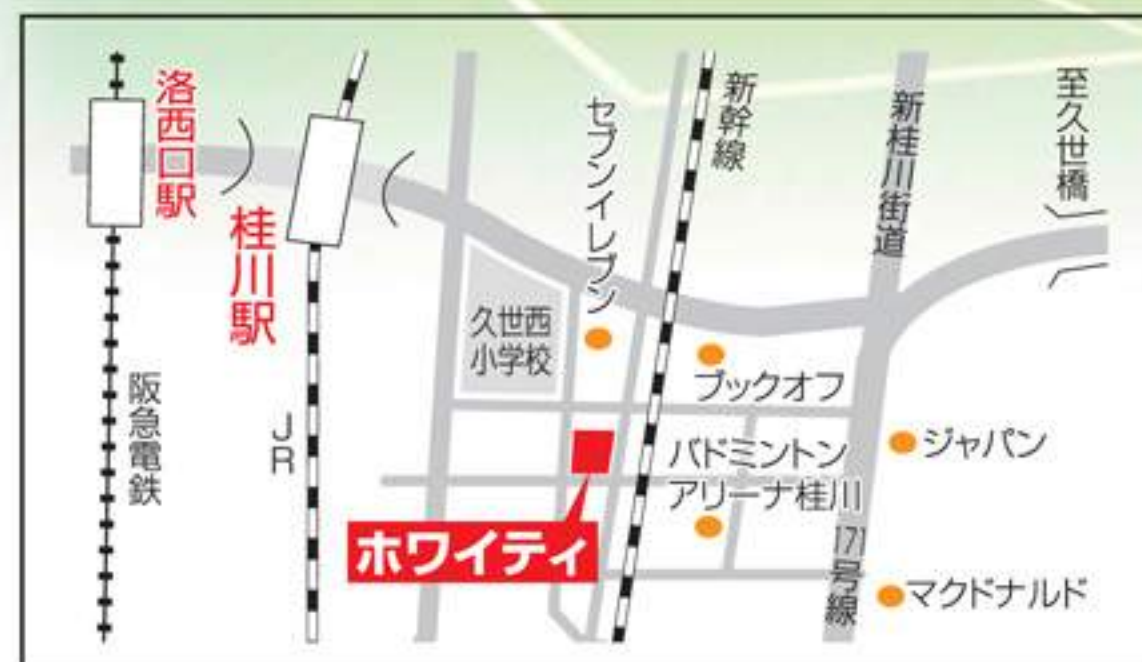 洛西口駅
桂川駅
阪急電鉄
JR
久世西
小学校
セブンイレブン
新幹線
新桂川街道
至久世橋
ブックオフ
ジャパン
バドミントン
アリーナ桂川
ホワイティ
171号線
マクドナルド